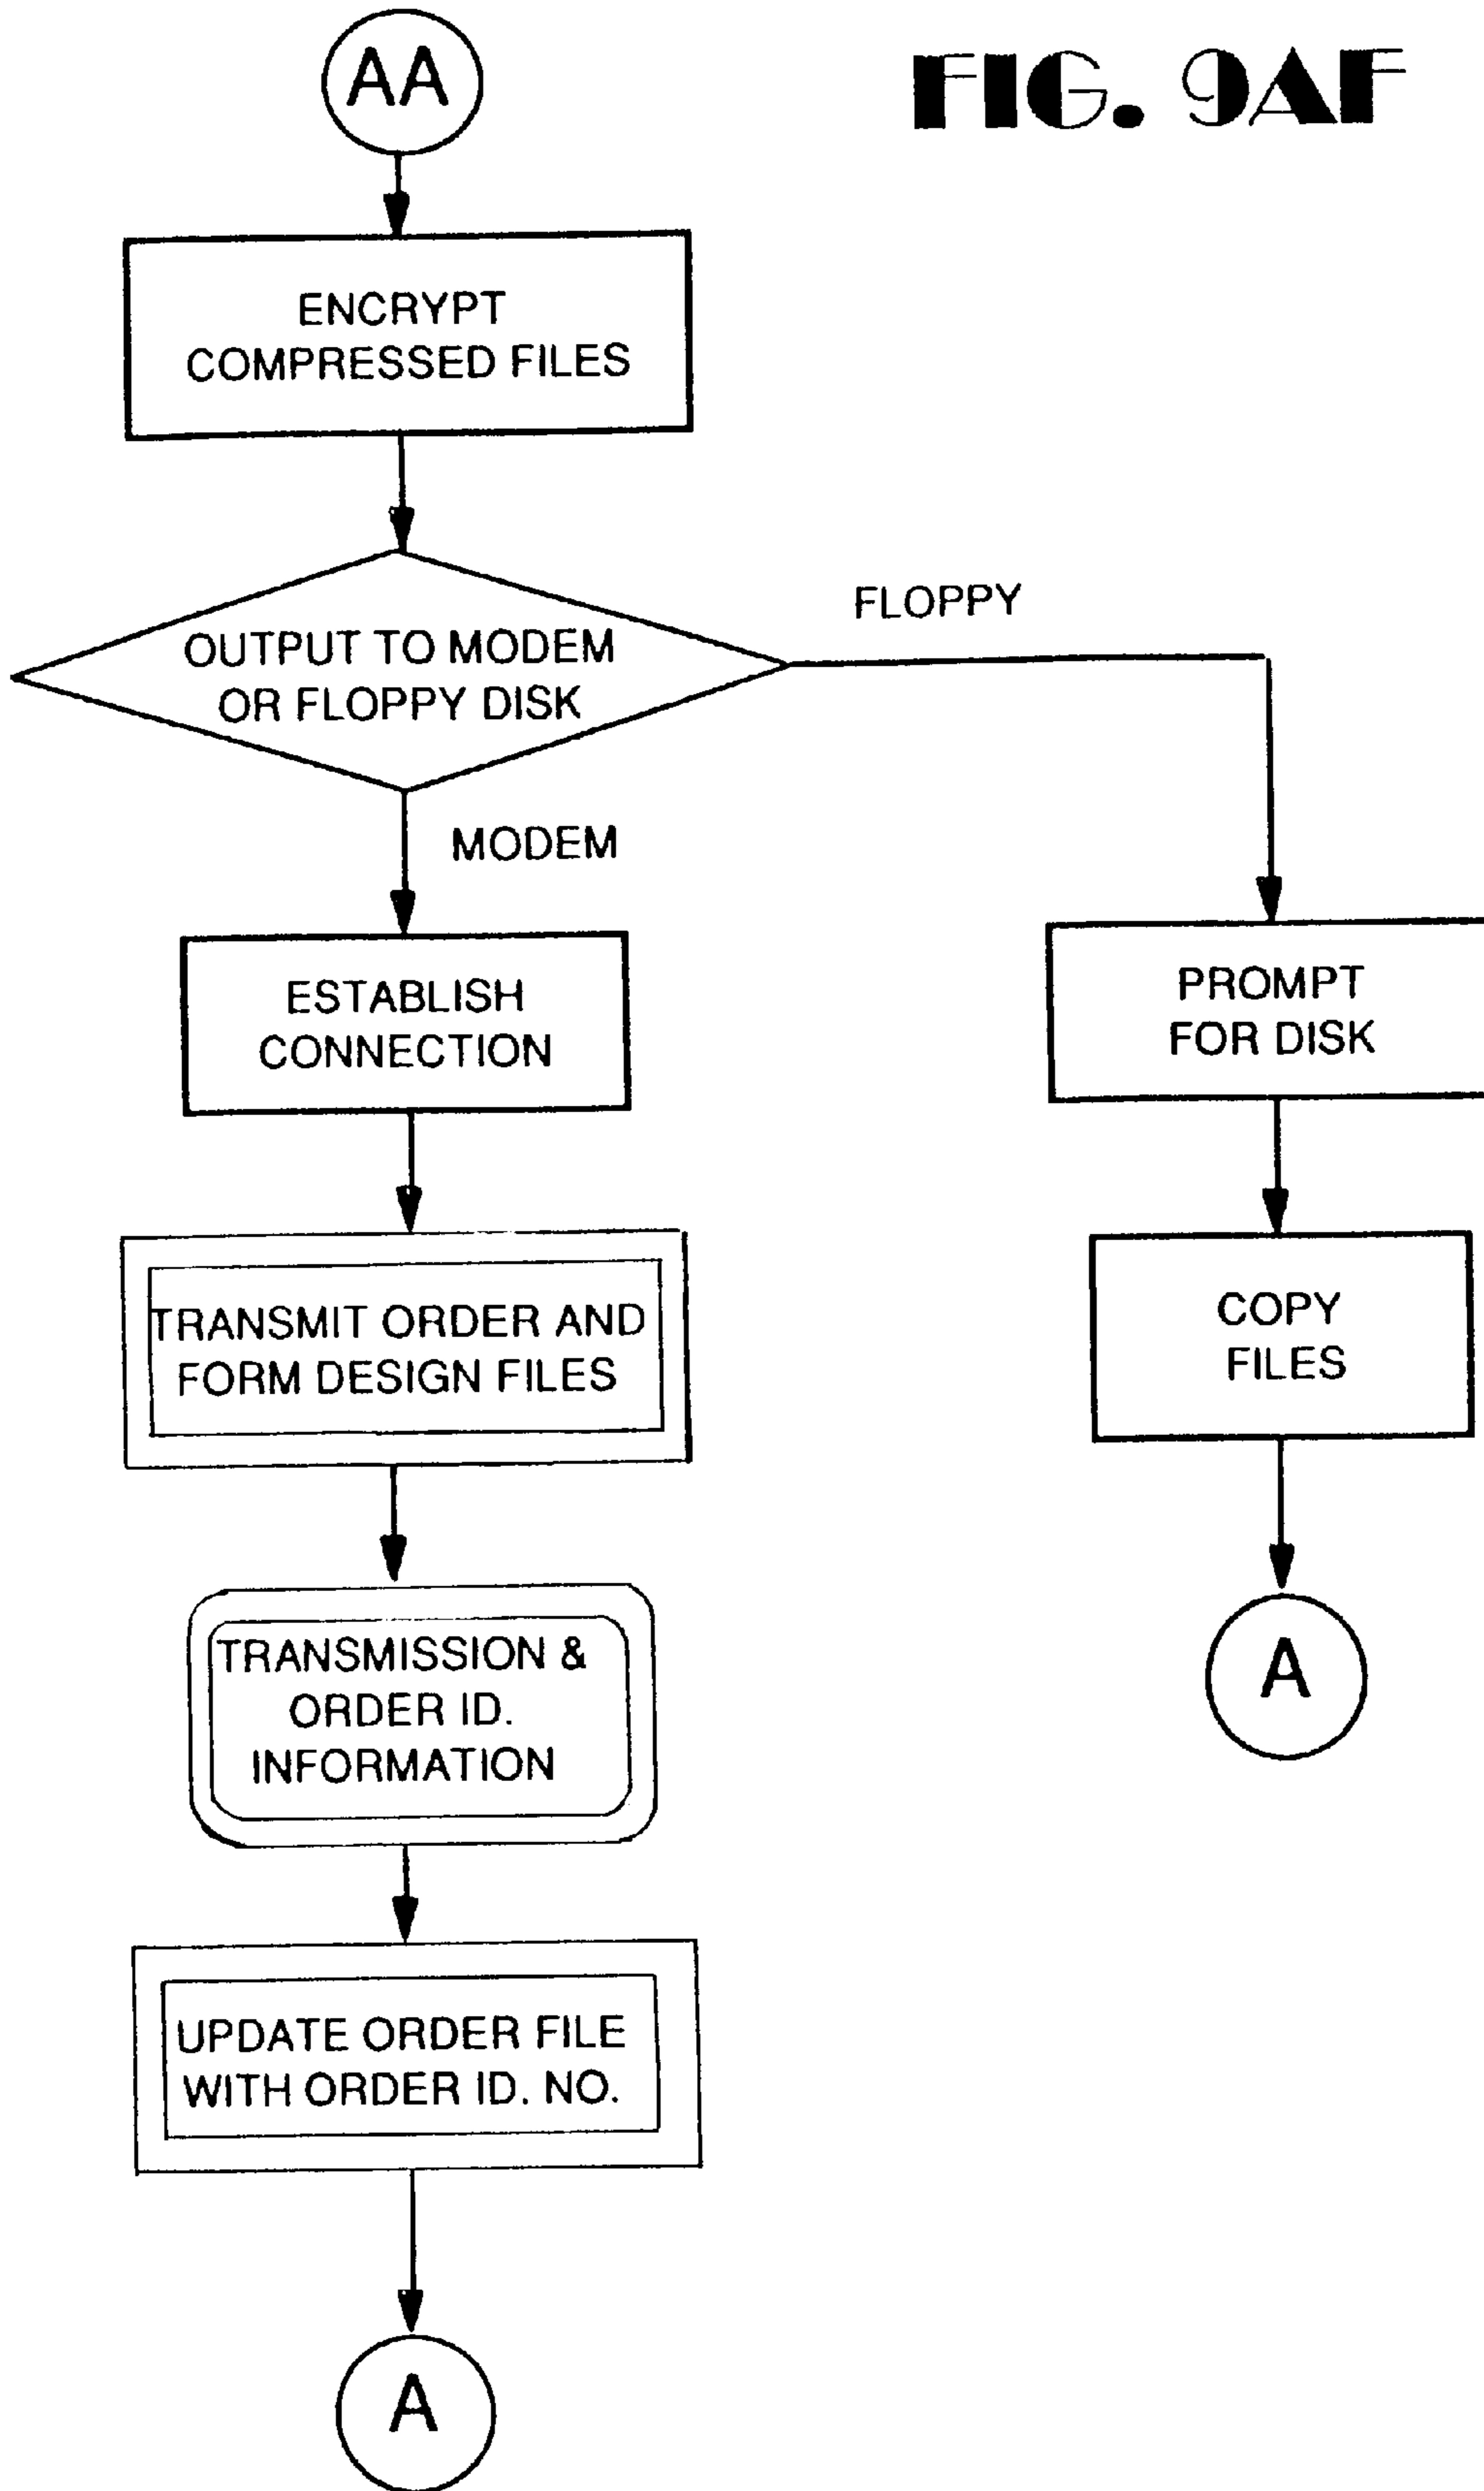 AA
FIG. 9AF
ENCRYPT
COMPRESSED FILES
OUTPUT TO MODEM
OR FLOPPY DISK
FLOPPY
MODEM
ESTABLISH
CONNECTION
PROMPT
FOR DISK
TRANSMIT ORDER AND
FORM DESIGN FILES
COPY
FILES
TRANSMISSION &
ORDER ID.
INFORMATION
A
UPDATE ORDER FILE
WITH ORDER ID. NO.
A